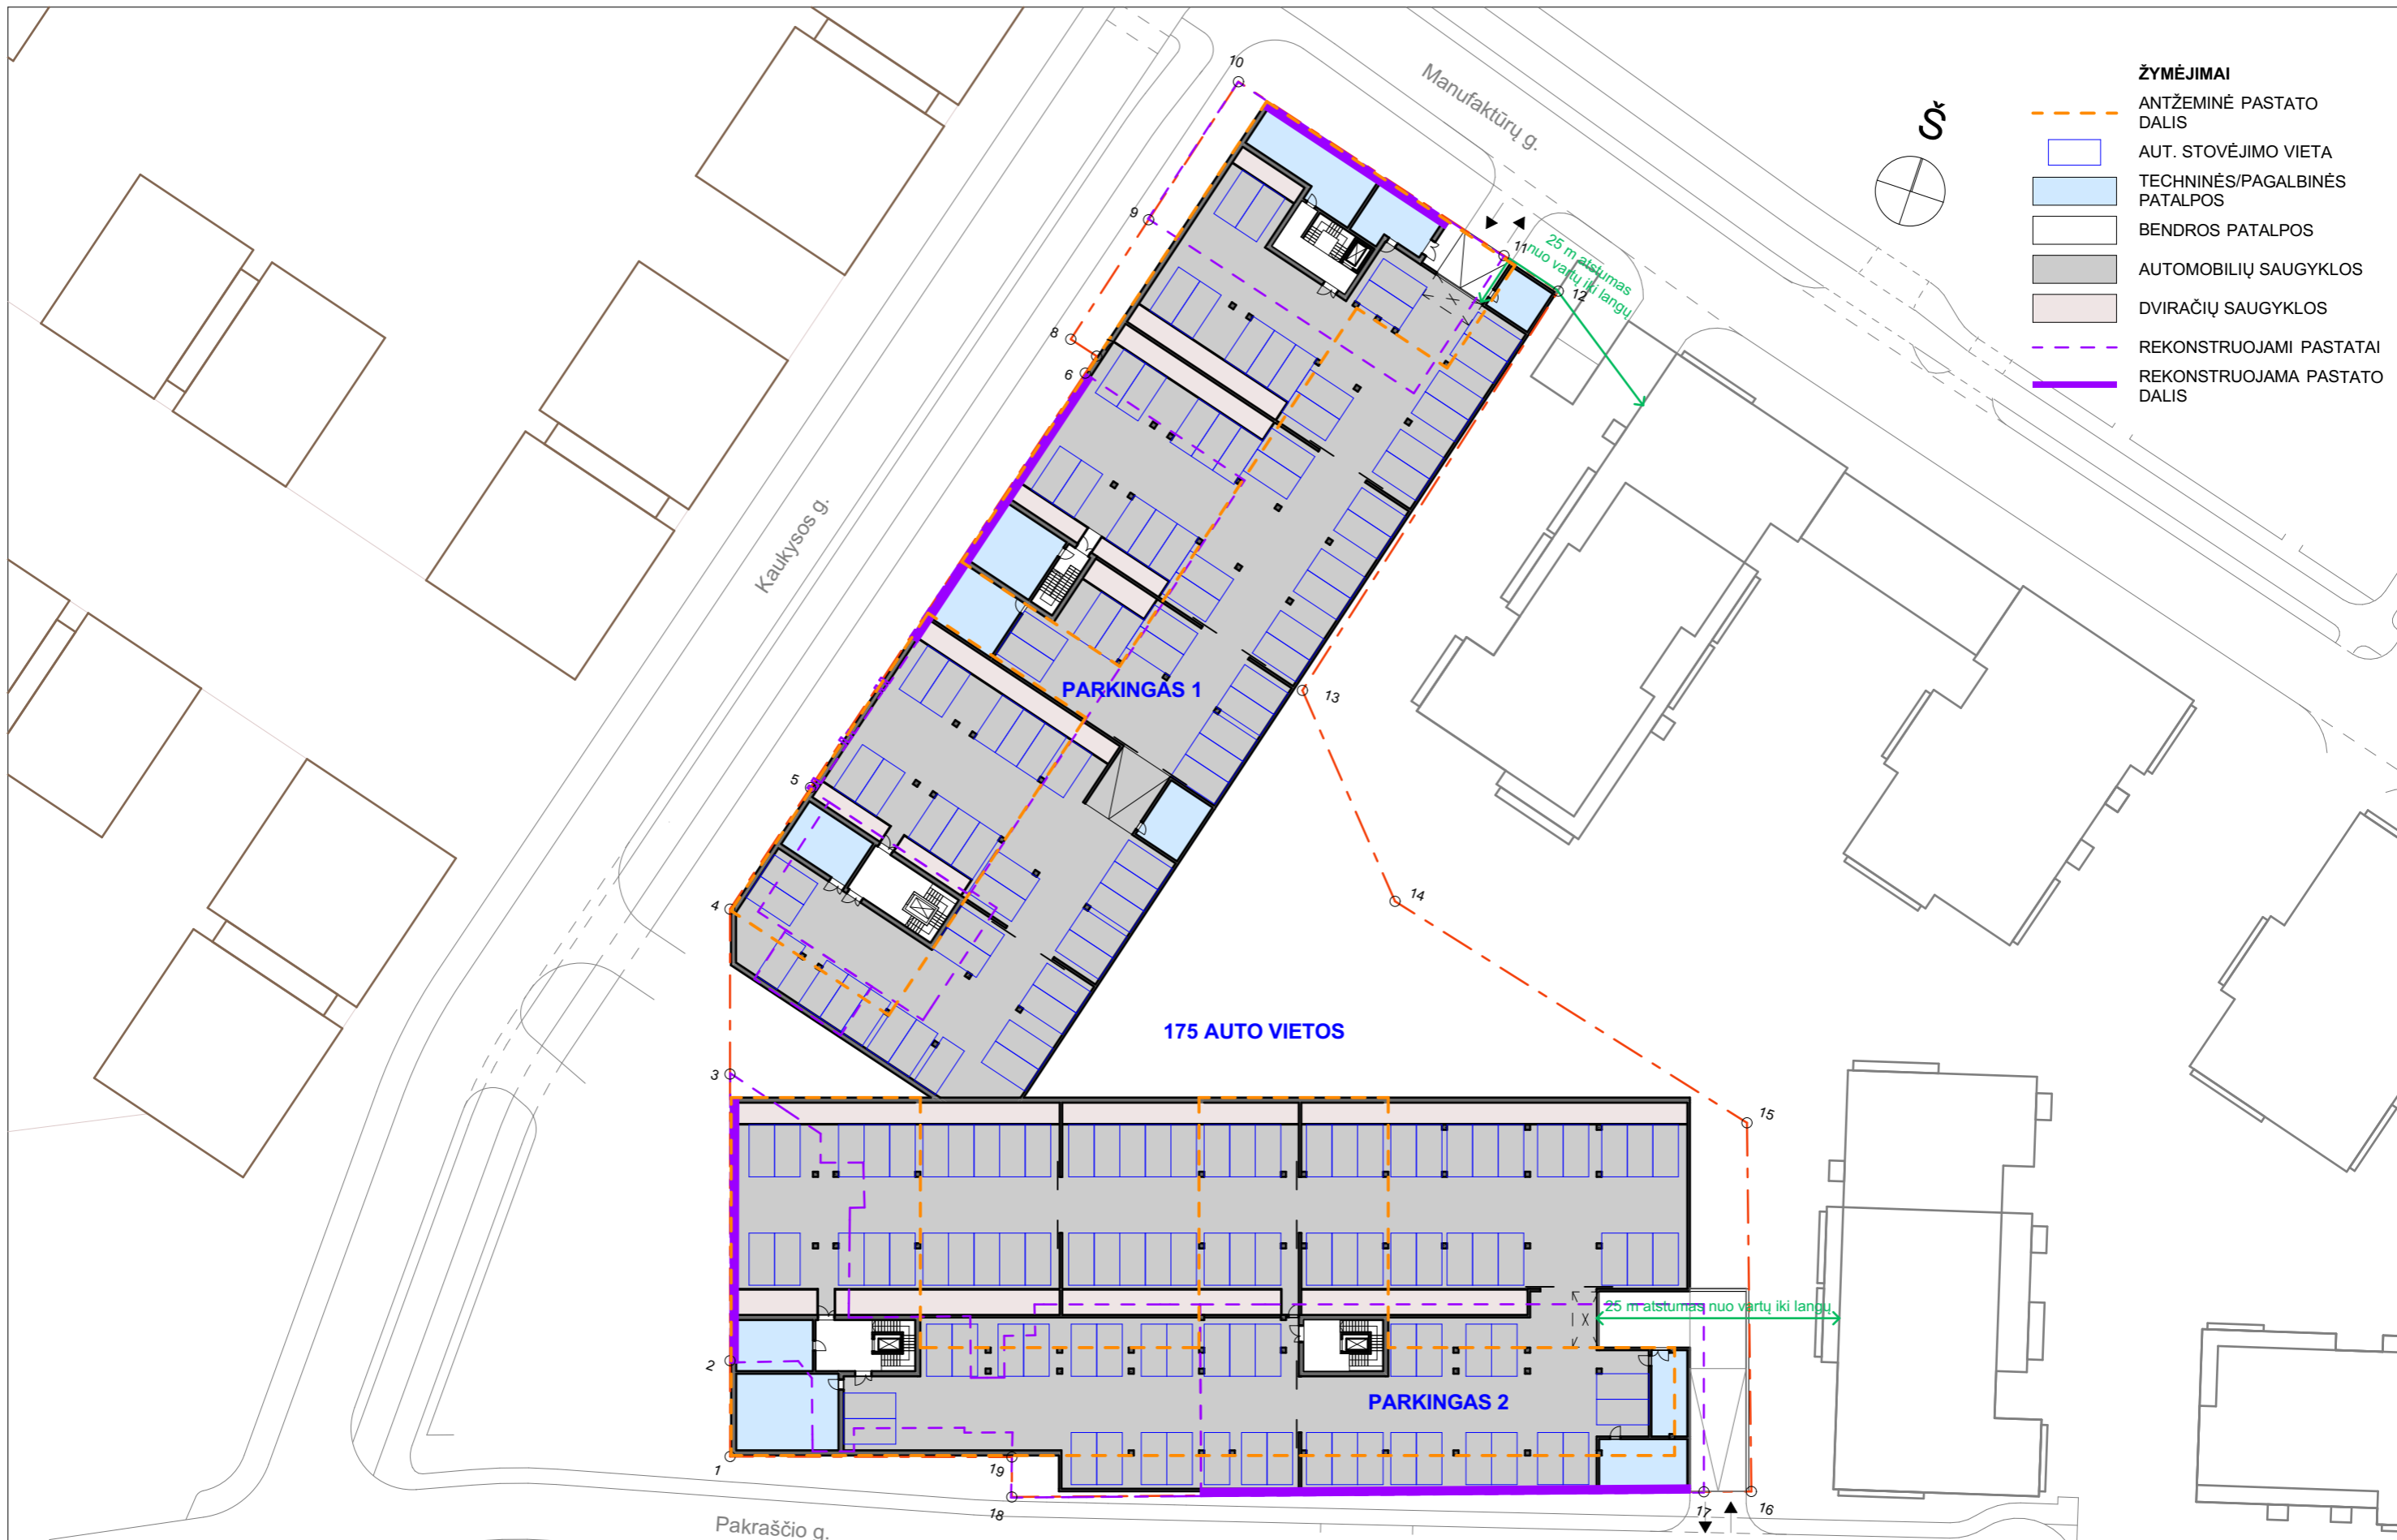 ŽYMĖJIMAI
ANTŽEMINĖ PASTATO
DALIS
AUT. STOVĖJIMO VIETA
TECHNINĖS/PAGALBINĖS
PATALPOS
BENDROS PATALPOS
AUTOMOBILIŲ SAUGYKLOS
DVIRAČIŲ SAUGYKLOS
REKONSTRUOJAMI PASTATAI
REKONSTRUOJAMA PASTATO
DALIS
Š
Manufaktūrų g.
10
9
11
25 m atstumas
nuo vartų iki langų
12
8
6
Kaukysos g.
PARKINGAS 1
13
5
14
4
175 AUTO VIETOS
3
15
25 m atstumas nuo vartų iki langų
2
PARKINGAS 2
1
19
18
17
16
Pakraščio g.